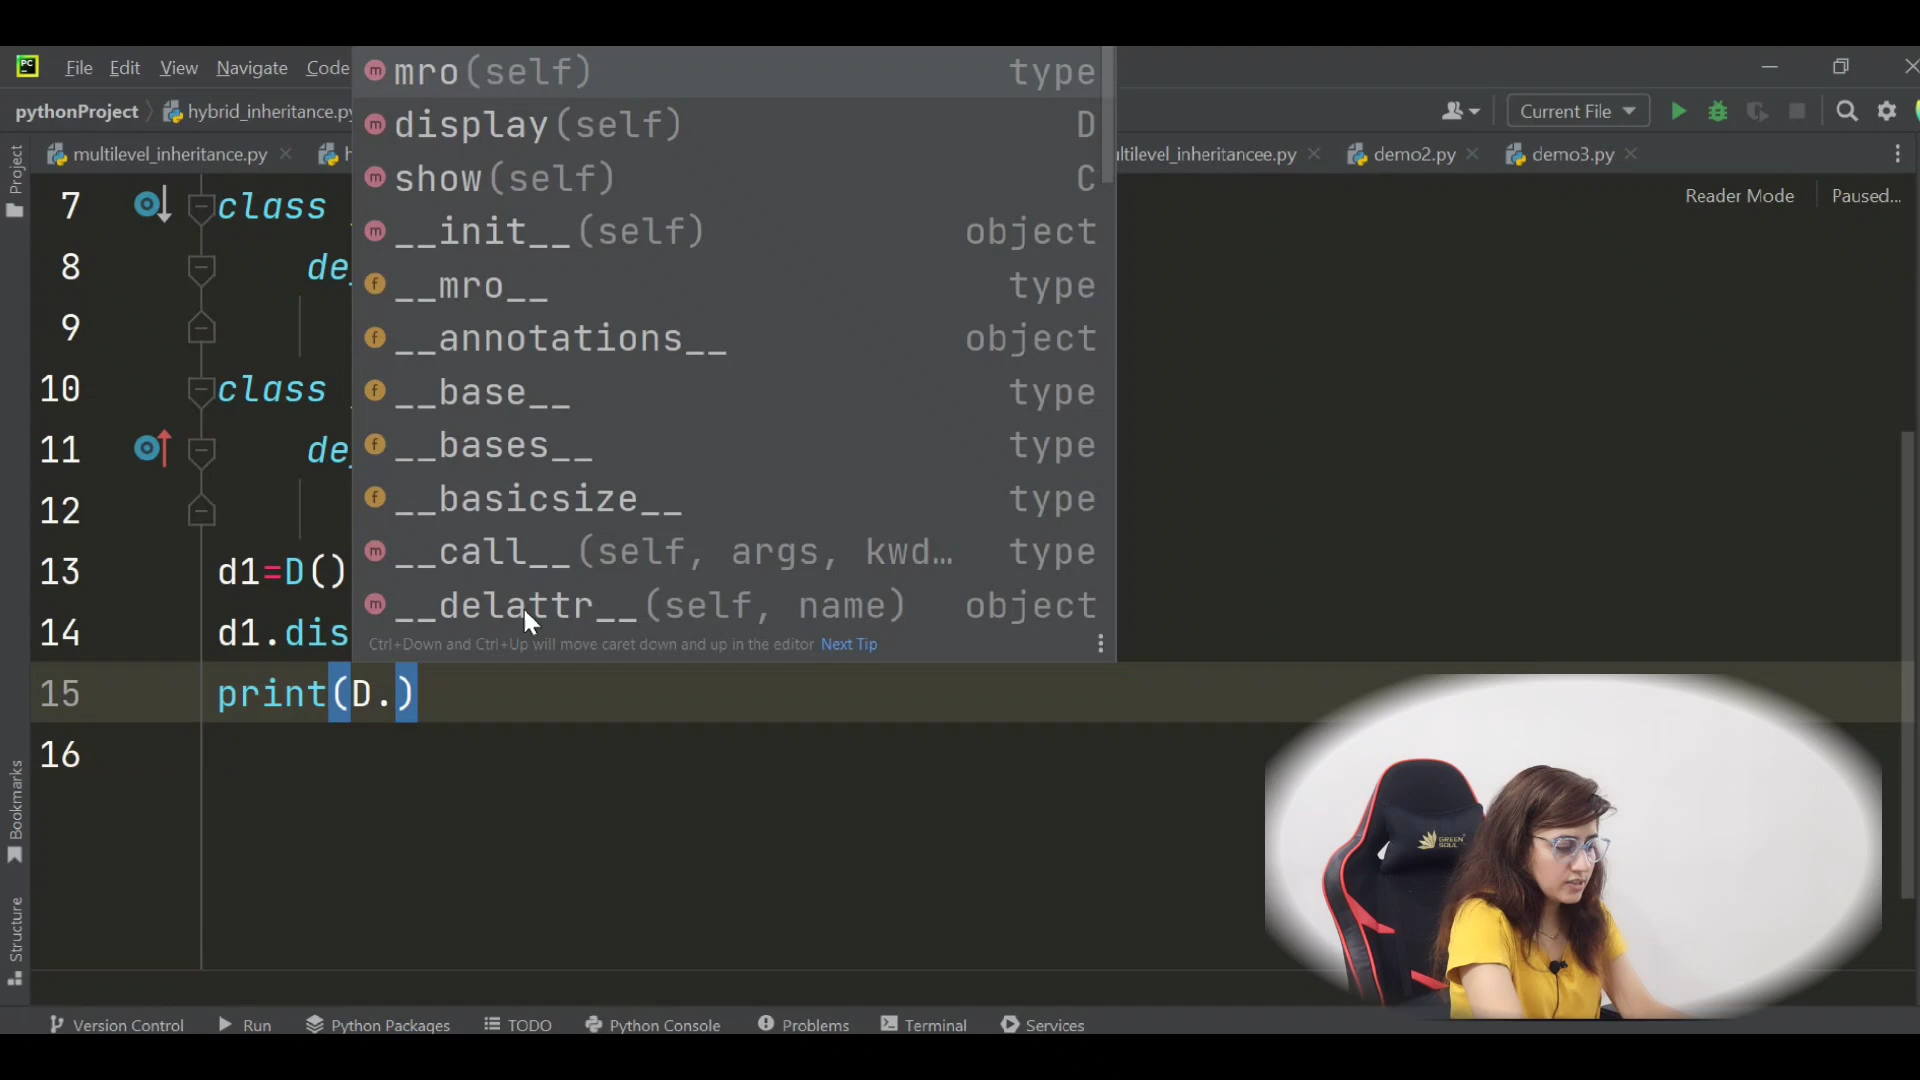 PC
File Edit View Navigate Code
pythonProject hybrid_inheritance.py
Current File
multilevel_inheritance.py
ltilevel_inheritancee.py demo2.py demo3.py
Reader Mode Paused...
Project
mro(self) type
display(self) D
show(self) C
__init__(self) object
__mro__ type
__annotations__ object
__base__ type
__bases__ type
__basicsize__ type
__call__(self, args, kwd… type
__delattr__(self, name) object
Ctrl+Down and Ctrl+Up will move caret down and up in the editor Next Tip
7 class
8 de
9
10 class
11 de
12
13 d1=D()
14 d1.dis
15 print(D.)
16
Bookmarks
Structure
GREEN
SOUL
Version Control Run Python Packages TODO Python Console Problems Terminal Services